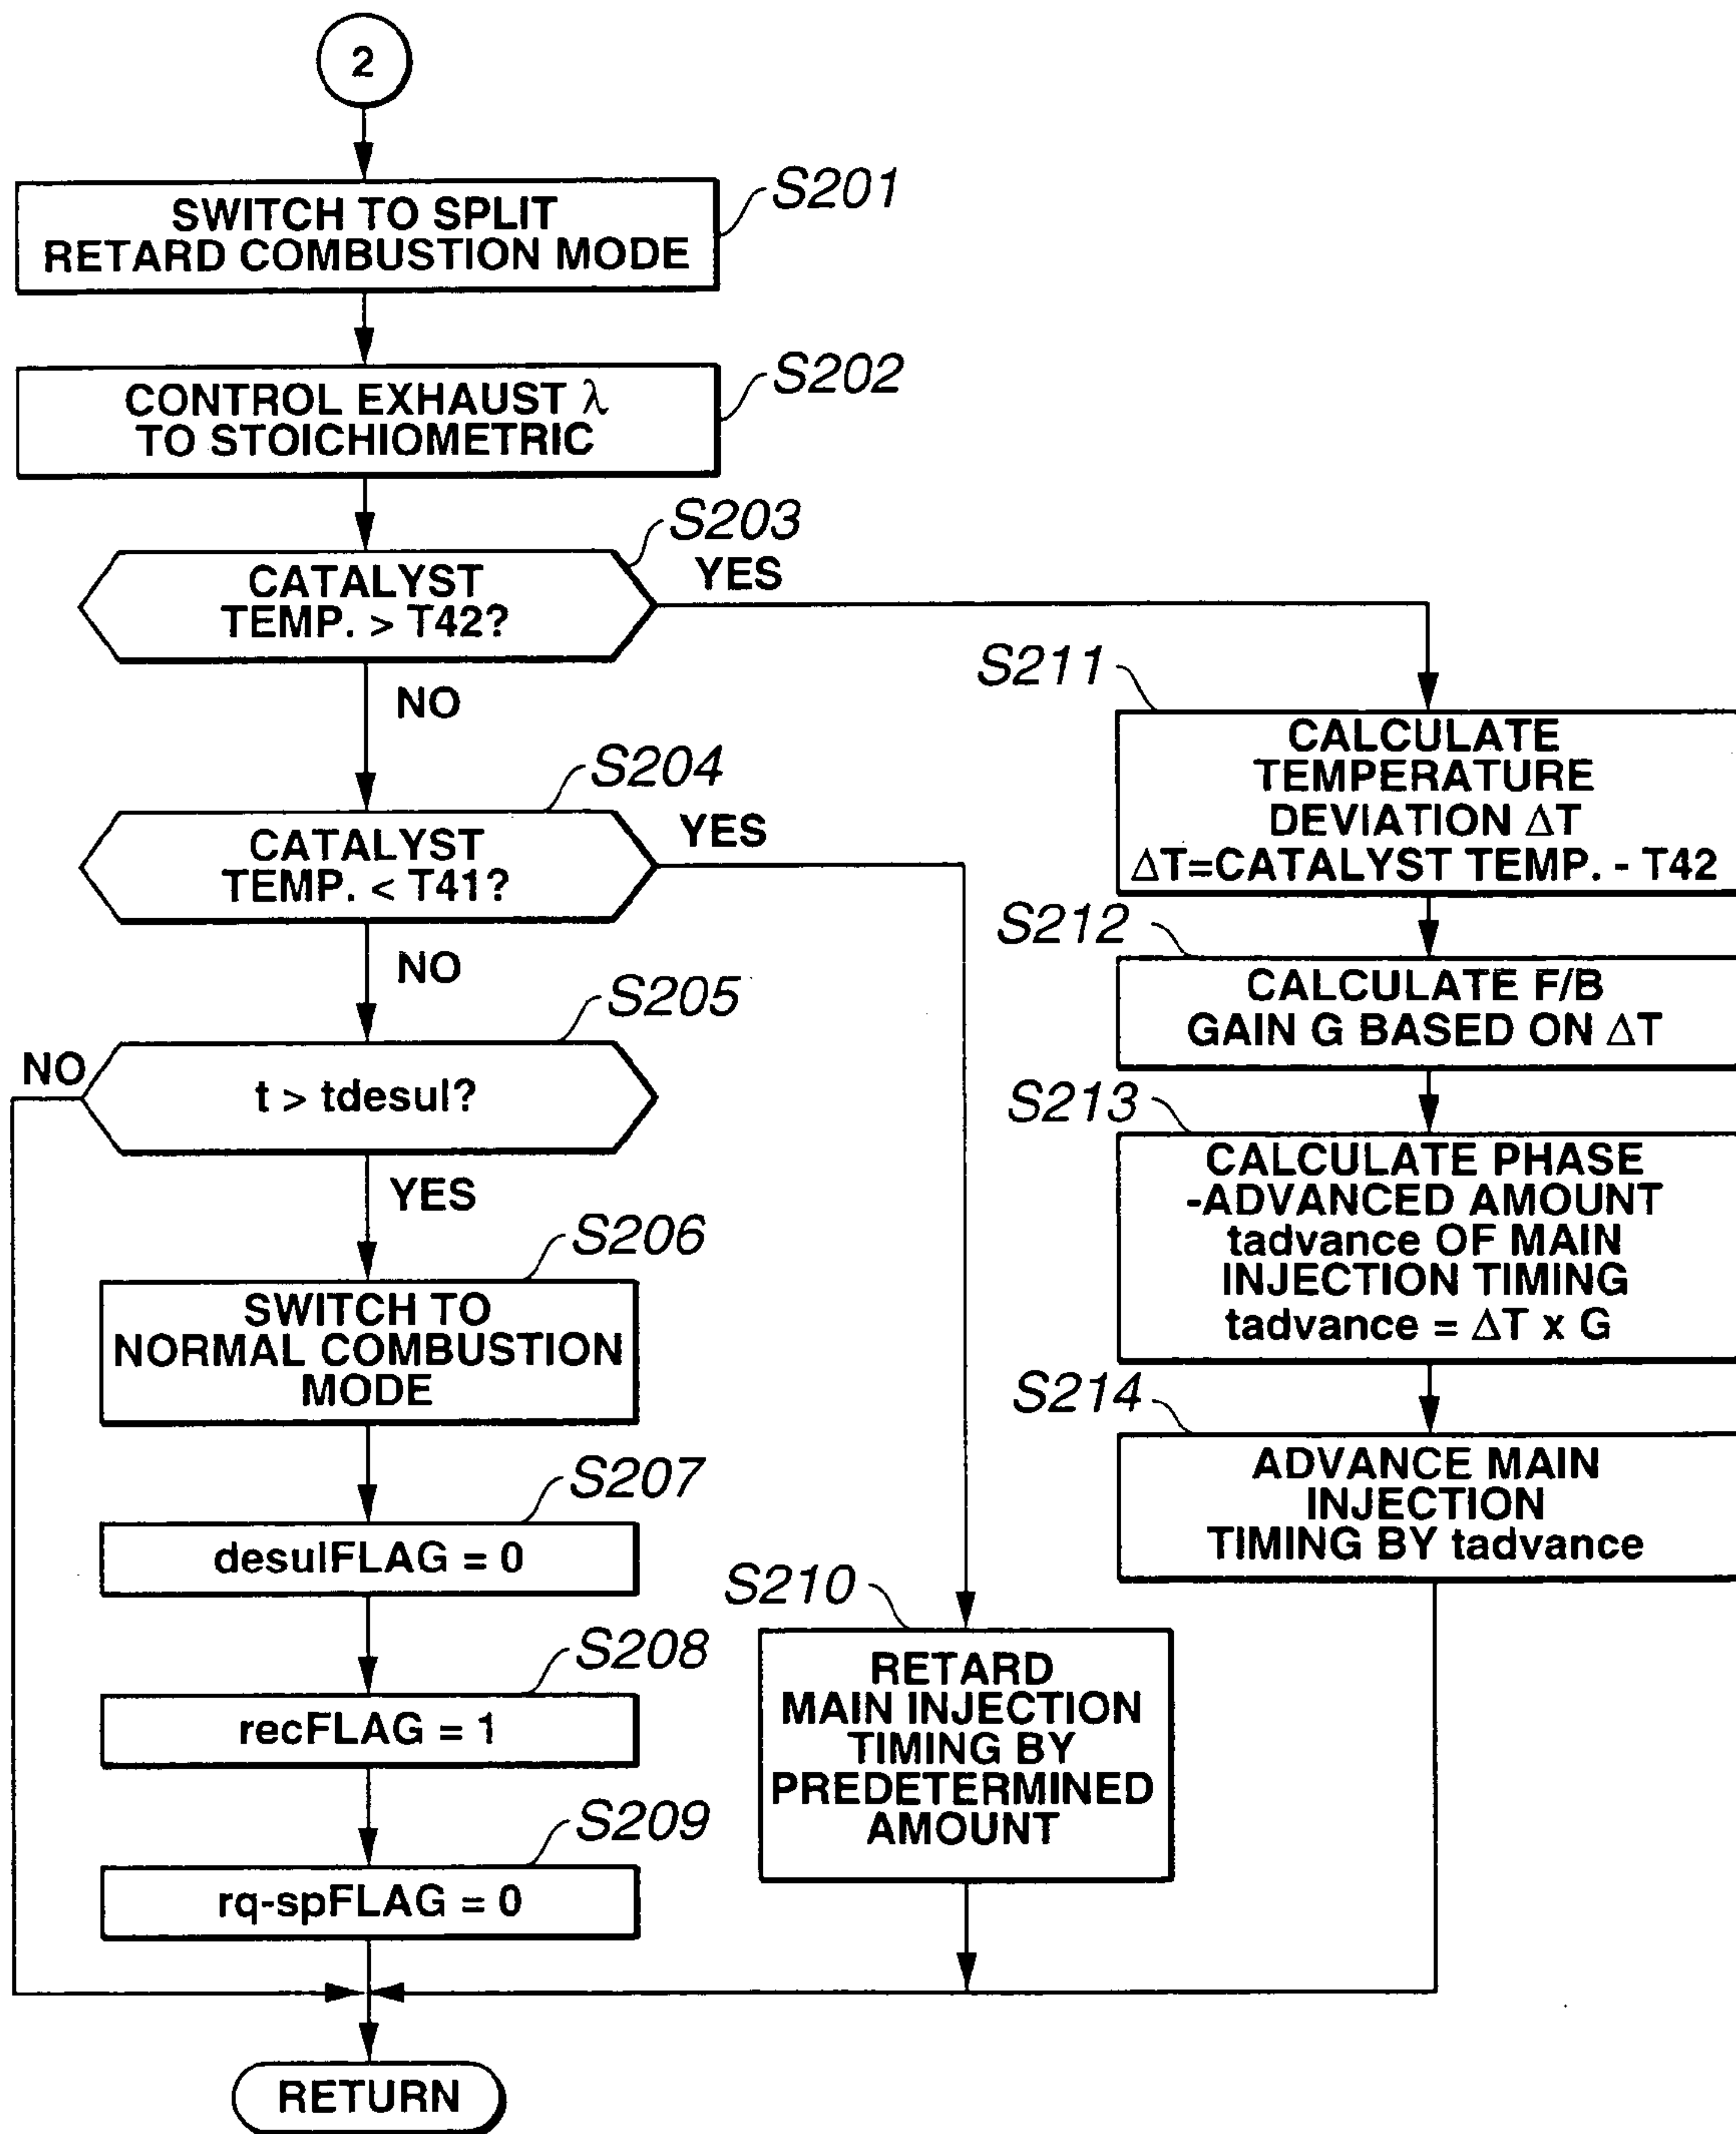 2
S201
SWITCH TO SPLIT
RETARD COMBUSTION MODE
S202
CONTROL EXHAUST λ
TO STOICHIOMETRIC
S203
CATALYST
TEMP. > T42?
YES
NO
S204
CATALYST
TEMP. < T41?
YES
NO
S205
t > tdesul?
NO
YES
S206
SWITCH TO
NORMAL COMBUSTION
MODE
S207
desulFLAG = 0
S208
recFLAG = 1
S209
rq-spFLAG = 0
S210
RETARD
MAIN INJECTION
TIMING BY
PREDETERMINED
AMOUNT
S211
CALCULATE
TEMPERATURE
DEVIATION ΔT
ΔT=CATALYST TEMP. - T42
S212
CALCULATE F/B
GAIN G BASED ON ΔT
S213
CALCULATE PHASE
-ADVANCED AMOUNT
tadvance OF MAIN
INJECTION TIMING
tadvance = ΔT x G
S214
ADVANCE MAIN
INJECTION
TIMING BY tadvance
RETURN